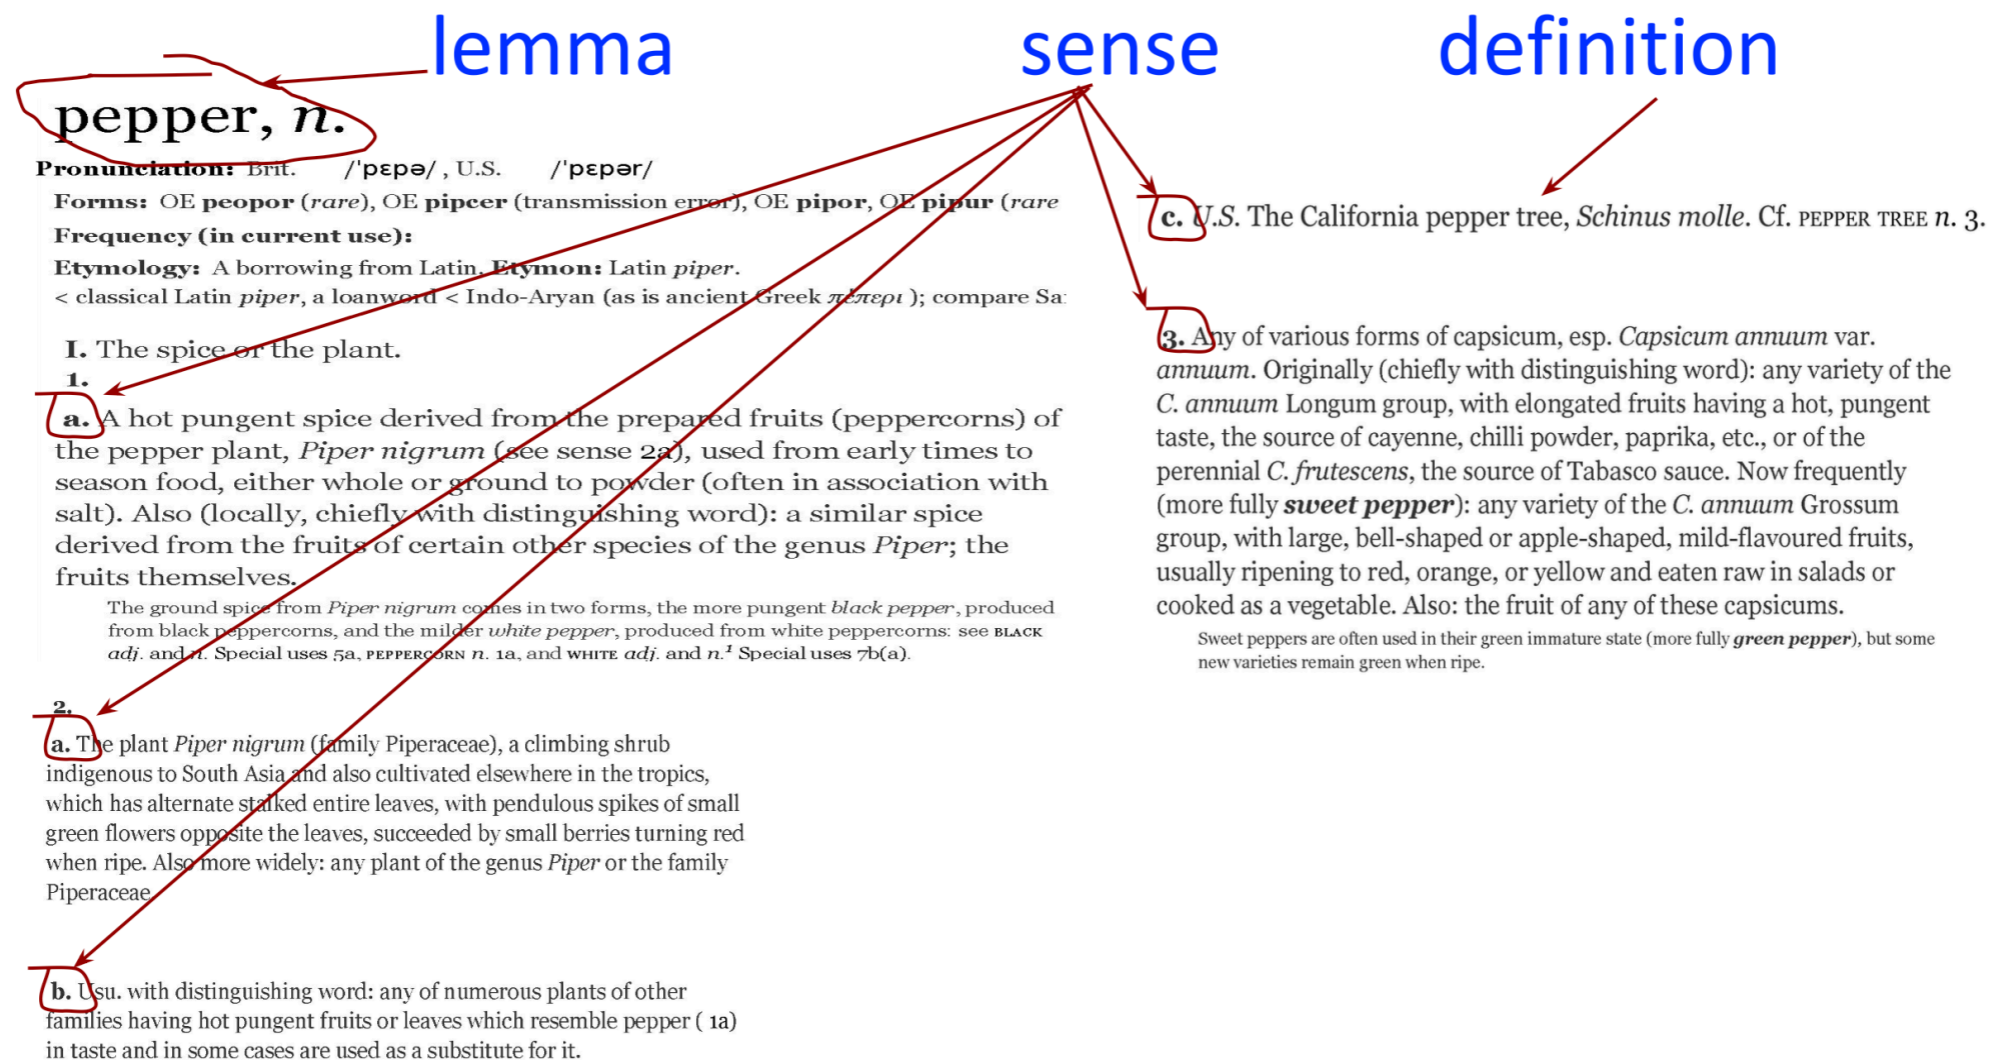 lemma
sense
definition
pepper, n.
Pronunciation: Brit. /ˈpɛpə/, U.S. /ˈpɛpər/
Forms: OE peopor (rare), OE pipcer (transmission error), OE pipor, OE pipur (rare
Frequency (in current use):
Etymology: A borrowing from Latin. Etymon: Latin piper.
< classical Latin piper, a loanword < Indo-Aryan (as is ancient Greek πέπερι ); compare Sa
I. The spice or the plant.
1.
a. A hot pungent spice derived from the prepared fruits (peppercorns) of
the pepper plant, Piper nigrum (see sense 2a), used from early times to
season food, either whole or ground to powder (often in association with
salt). Also (locally, chiefly with distinguishing word): a similar spice
derived from the fruits of certain other species of the genus Piper; the
fruits themselves.
The ground spice from Piper nigrum comes in two forms, the more pungent black pepper, produced
from black peppercorns, and the milder white pepper, produced from white peppercorns: see BLACK
adj. and n. Special uses 5a, PEPPERCORN n. 1a, and WHITE adj. and n.¹ Special uses 7b(a).
2.
a. The plant Piper nigrum (family Piperaceae), a climbing shrub
indigenous to South Asia and also cultivated elsewhere in the tropics,
which has alternate stalked entire leaves, with pendulous spikes of small
green flowers opposite the leaves, succeeded by small berries turning red
when ripe. Also more widely: any plant of the genus Piper or the family
Piperaceae.
b. Usu. with distinguishing word: any of numerous plants of other
families having hot pungent fruits or leaves which resemble pepper ( 1a)
in taste and in some cases are used as a substitute for it.
c. U.S. The California pepper tree, Schinus molle. Cf. PEPPER TREE n. 3.
3. Any of various forms of capsicum, esp. Capsicum annuum var.
annuum. Originally (chiefly with distinguishing word): any variety of the
C. annuum Longum group, with elongated fruits having a hot, pungent
taste, the source of cayenne, chilli powder, paprika, etc., or of the
perennial C. frutescens, the source of Tabasco sauce. Now frequently
(more fully sweet pepper): any variety of the C. annuum Grossum
group, with large, bell-shaped or apple-shaped, mild-flavoured fruits,
usually ripening to red, orange, or yellow and eaten raw in salads or
cooked as a vegetable. Also: the fruit of any of these capsicums.
Sweet peppers are often used in their green immature state (more fully green pepper), but some
new varieties remain green when ripe.